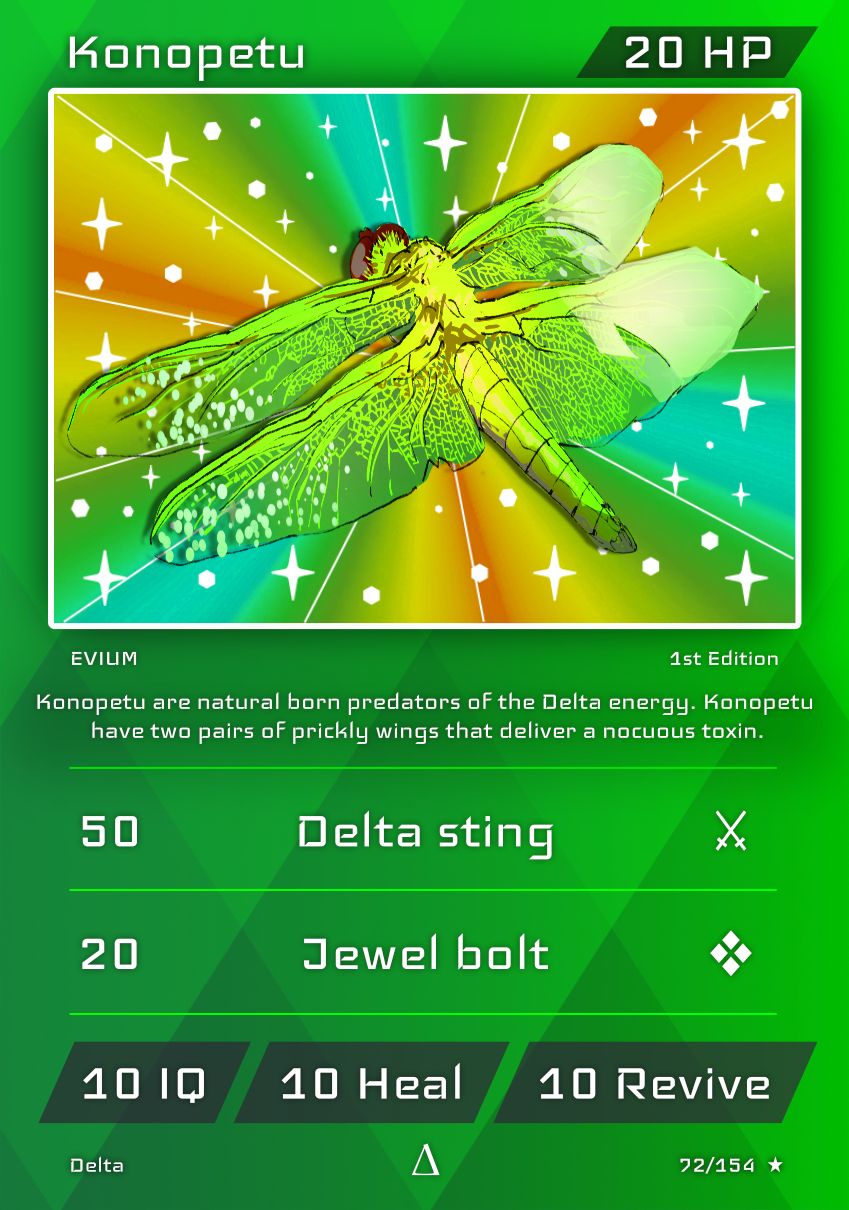 Konopetu
20 HP
EVIUM
1st Edition
Konopetu are natural born predators of the Delta energy. Konopetu
have two pairs of prickly wings that deliver a nocuous toxin.
50 Delta sting
20 Jewel bolt
10 IQ 10 Heal 10 Revive
Delta Δ 72/154 ★